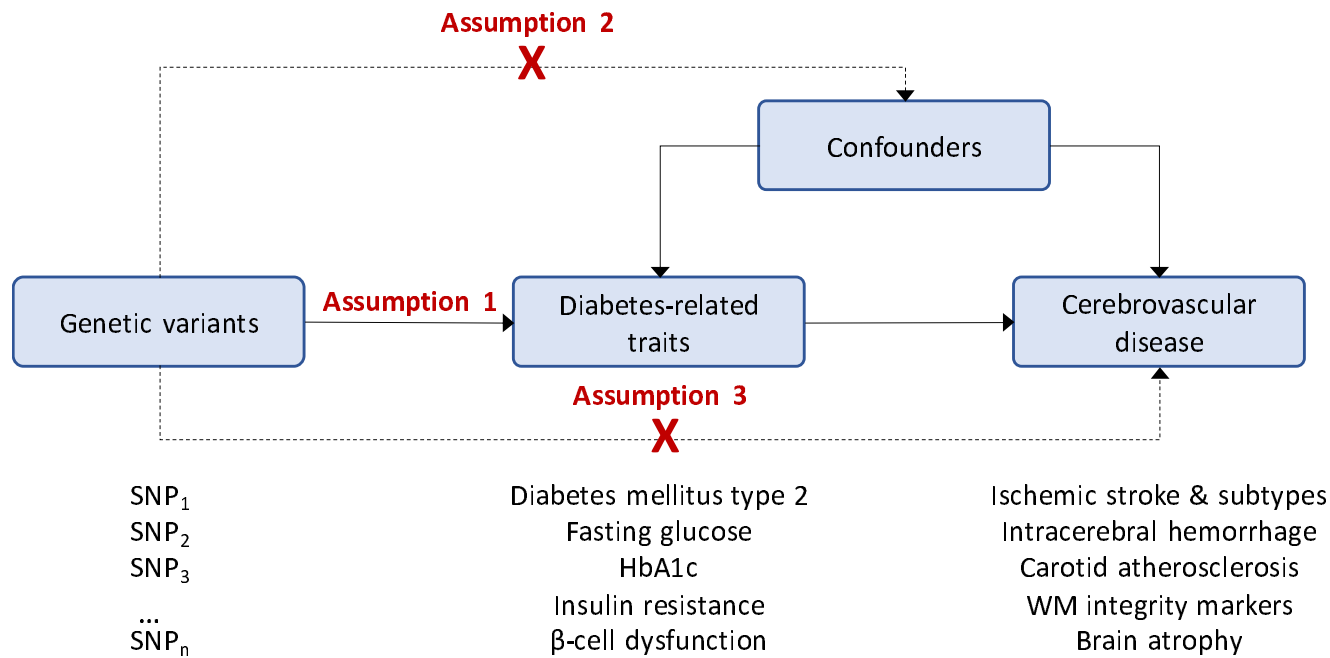 Assumption 2
X
Confounders
Genetic variants
Assumption 1
Diabetes-related
traits
Cerebrovascular
disease
Assumption 3
X
SNP₁
SNP₂
SNP₃
...
SNPₙ
Diabetes mellitus type 2
Fasting glucose
HbA1c
Insulin resistance
β-cell dysfunction
Ischemic stroke & subtypes
Intracerebral hemorrhage
Carotid atherosclerosis
WM integrity markers
Brain atrophy